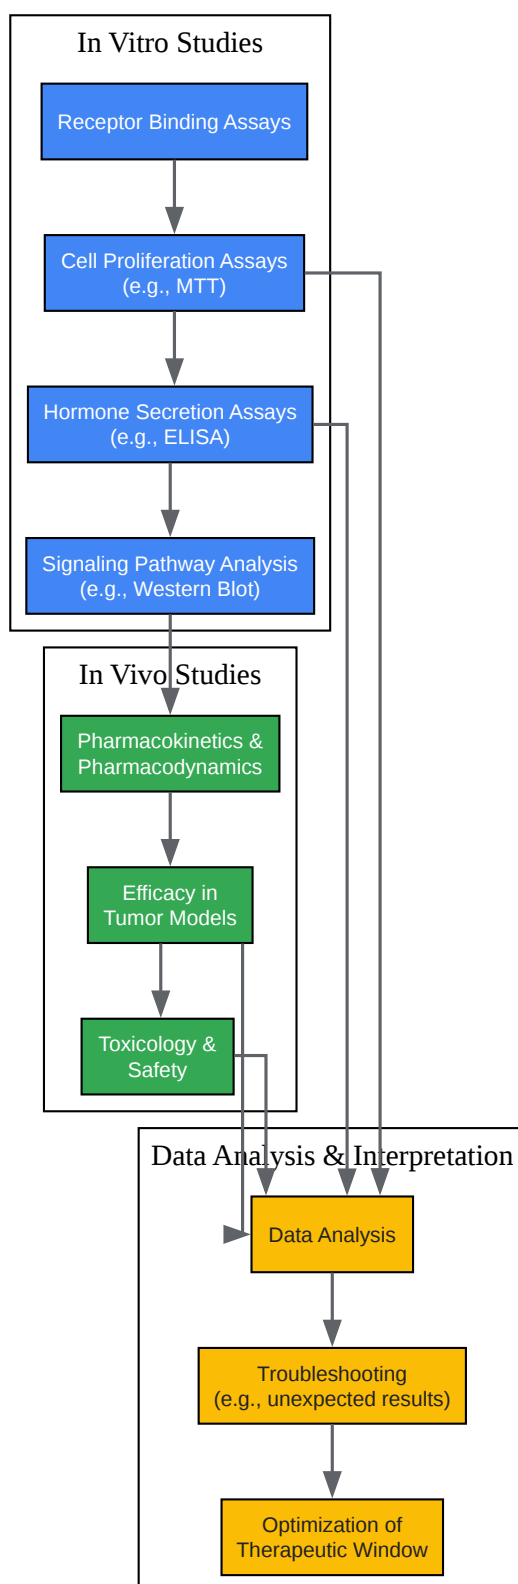 In Vitro Studies
Receptor Binding Assays
Cell Proliferation Assays
(e.g., MTT)
Hormone Secretion Assays
(e.g., ELISA)
Signaling Pathway Analysis
(e.g., Western Blot)
In Vivo Studies
Pharmacokinetics &
Pharmacodynamics
Efficacy in
Tumor Models
Toxicology &
Safety
Data Analysis & Interpretation
Data Analysis
Troubleshooting
(e.g., unexpected results)
Optimization of
Therapeutic Window